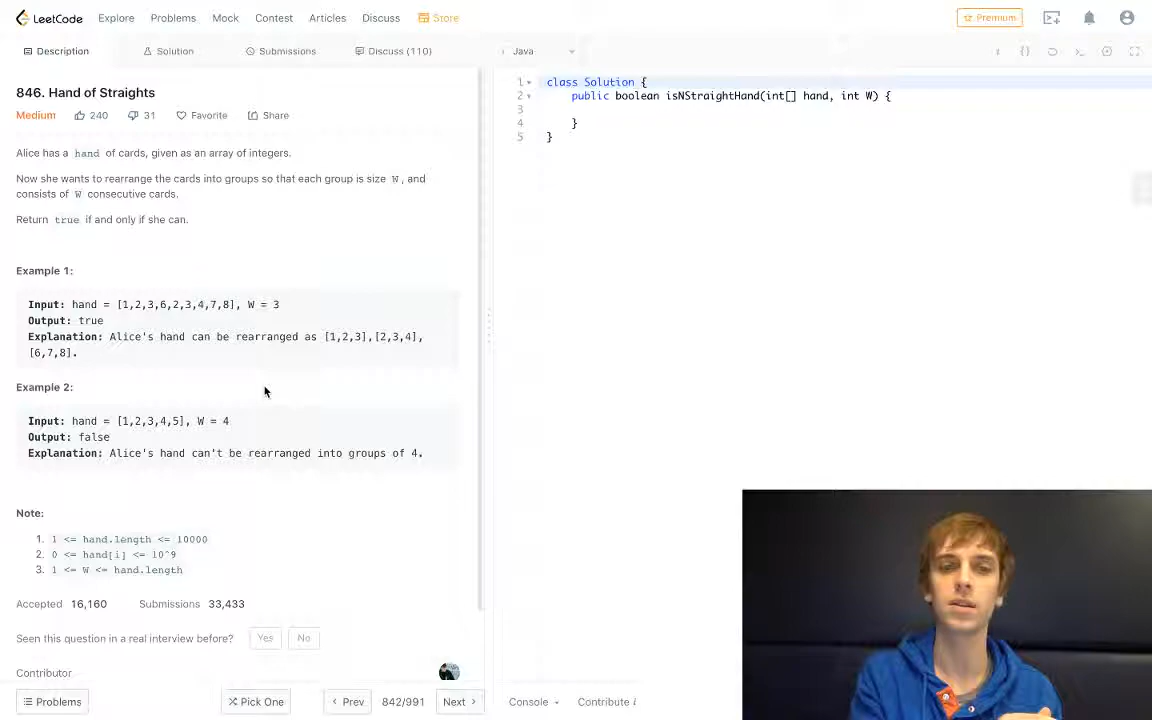 LeetCode Explore Problems Mock Contest Articles Discuss Store Premium
Description Solution Submissions Discuss (110) Java
846. Hand of Straights
Medium 240 31 Favorite Share
Alice has a hand of cards, given as an array of integers.
Now she wants to rearrange the cards into groups so that each group is size W, and
consists of W consecutive cards.
Return true if and only if she can.
Example 1:
Input: hand = [1,2,3,6,2,3,4,7,8], W = 3
Output: true
Explanation: Alice's hand can be rearranged as [1,2,3],[2,3,4],
[6,7,8].
Example 2:
Input: hand = [1,2,3,4,5], W = 4
Output: false
Explanation: Alice's hand can't be rearranged into groups of 4.
Note:
1. 1 <= hand.length <= 10000
2. 0 <= hand[i] <= 10^9
3. 1 <= W <= hand.length
Accepted 16,160 Submissions 33,433
Seen this question in a real interview before? Yes No
Contributor
Problems Pick One Prev 842/991 Next Console Contribute i
1 class Solution {
2 public boolean isNStraightHand(int[] hand, int W) {
3
4 }
5 }